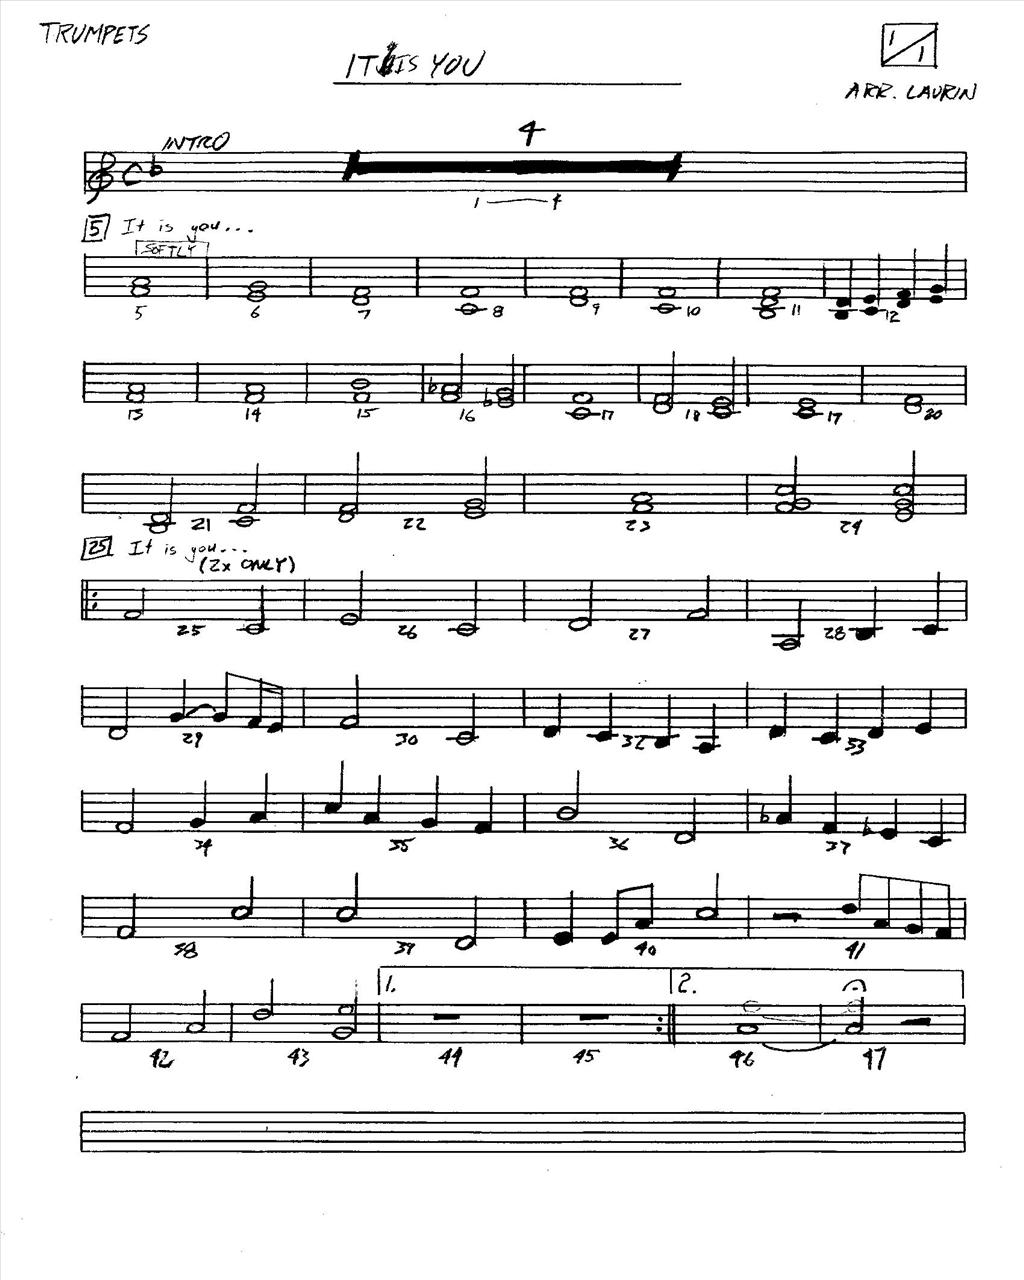 TRUMPETS
IT IS YOU
1/1
ARR. LAURIN
INTRO
4
1 — 4
5 It is you...
SOFTLY
5 6 7 8 9 10 11 12
13 14 15 16 17 18 17 20
21 22 23 24
25 It is you...
(2x ONLY)
25 26 27 28
29 30 32 33
34 35 36 37
38 39 40 41
1. 2.
42 43 44 45 46 47